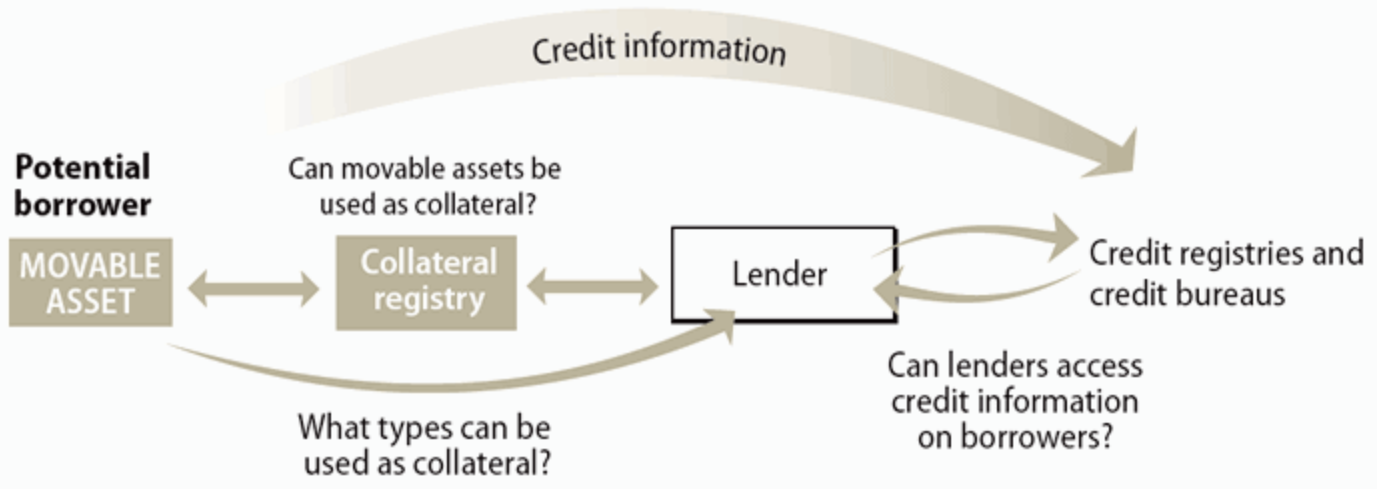 Credit information
Potential
borrower
MOVABLE
ASSET
Can movable assets be
used as collateral?
Collateral
registry
Lender
Credit registries and
credit bureaus
What types can be
used as collateral?
Can lenders access
credit information
on borrowers?